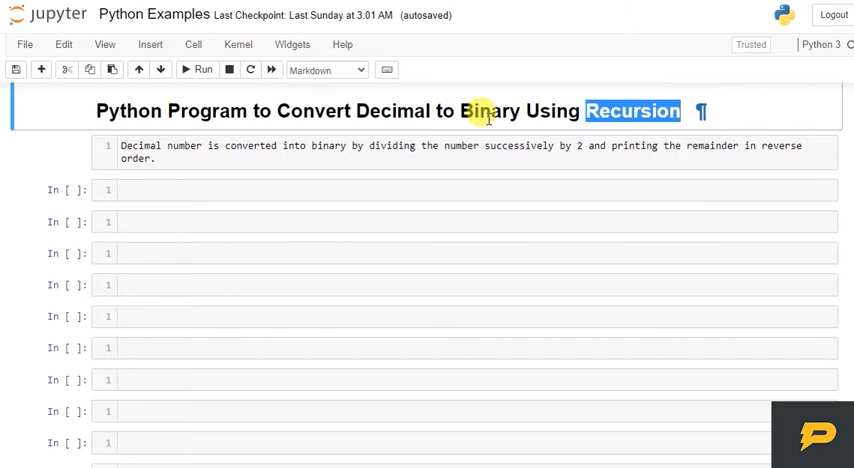 jupyter Python Examples Last Checkpoint: Last Sunday at 3:01 AM (autosaved) Logout
File Edit View Insert Cell Kernel Widgets Help Trusted Python 3
Run Markdown
Python Program to Convert Decimal to Binary Using Recursion ¶
1 Decimal number is converted into binary by dividing the number successively by 2 and printing the remainder in reverse
order.
In [ ]: 1
In [ ]: 1
In [ ]: 1
In [ ]: 1
In [ ]: 1
In [ ]: 1
In [ ]: 1
In [ ]: 1
In [ ]: 1